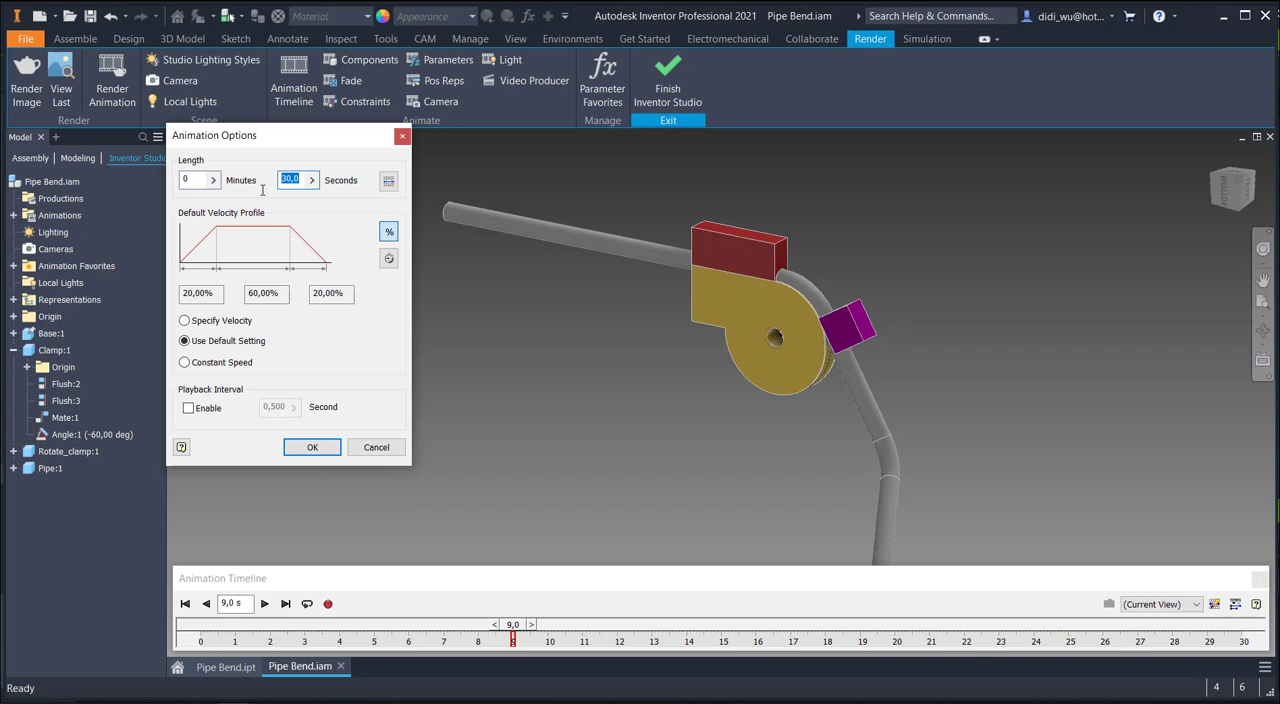 Material
Appearance
Autodesk Inventor Professional 2021 Pipe Bend.iam
Search Help & Commands...
didi_wu@hot...
File Assembly Design 3D Model Sketch Annotate Inspect Tools CAM Manage View Environments Get Started Electromechanical Collaborate Render Simulation
Render Image
View Last
Render Animation
Studio Lighting Styles
Camera
Local Lights
Animation Timeline
Components
Fade
Constraints
Parameters
Pos Reps
Camera
Light
Video Producer
Parameter Favorites
Finish Inventor Studio
Render
Scene
Animate
Manage
Exit
Model
Assembly Modeling Inventor Studi
Pipe Bend.iam
Productions
Animations
Lighting
Cameras
Animation Favorites
Local Lights
Representations
Origin
Base:1
Clamp:1
Origin
Flush:2
Flush:3
Mate:1
Angle:1 (-60,00 deg)
Rotate_clamp:1
Pipe:1
Animation Options
Length
0 Minutes 30,0 Seconds
Default Velocity Profile
%
20,00% 60,00% 20,00%
Specify Velocity
Use Default Setting
Constant Speed
Playback Interval
Enable 0,500 Second
OK Cancel
BOTTOM
Animation Timeline
9,0 s
(Current View)
< 9,0 >
0 1 2 3 4 5 6 7 8 9 10 11 12 13 14 15 16 17 18 19 20 21 22 23 24 25 26 27 28 29 30
Pipe Bend.ipt Pipe Bend.iam
Ready
4 6